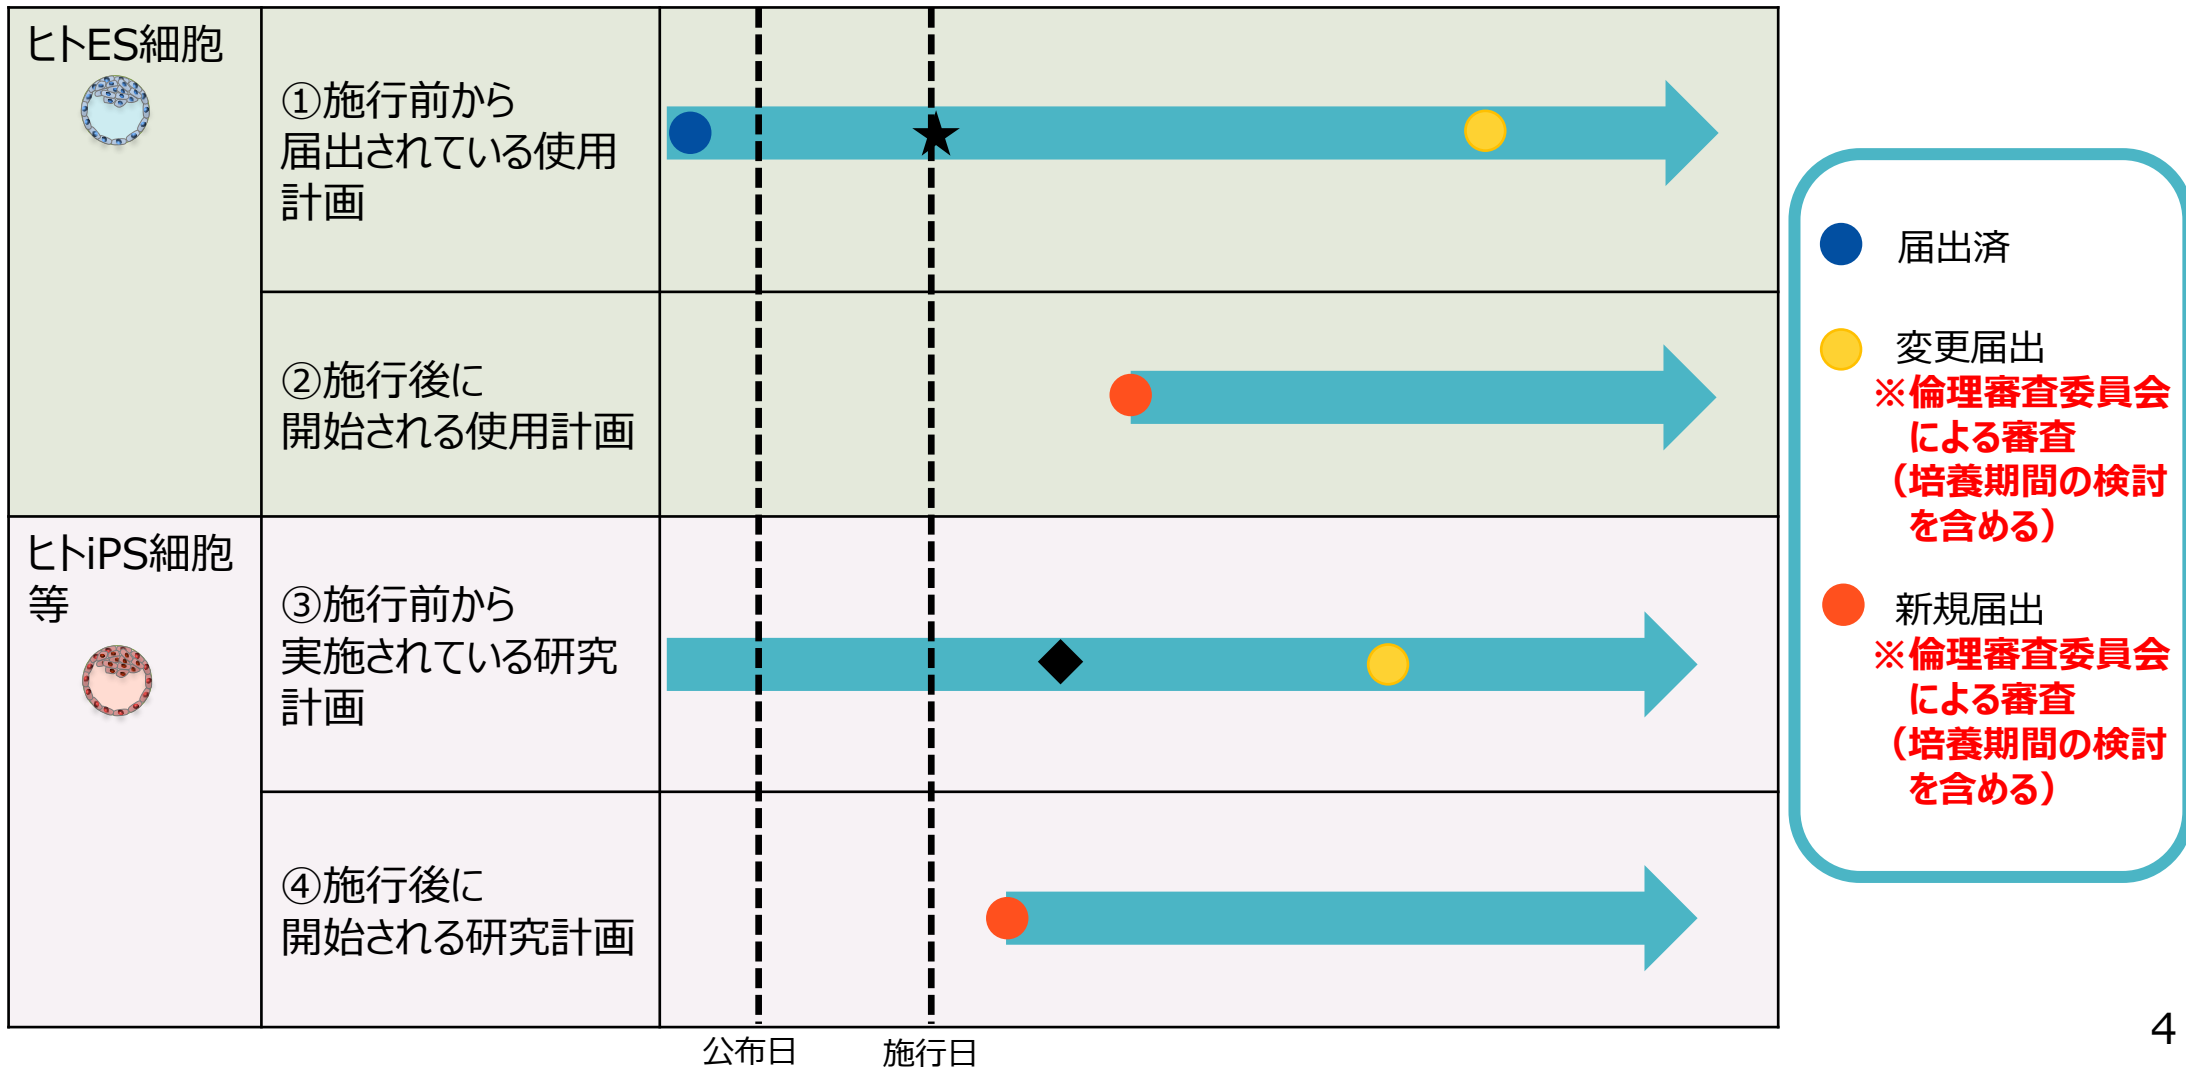 ヒトES細胞
①施行前から
届出されている使用
計画
②施行後に
開始される使用計画
ヒトiPS細胞
等
③施行前から
実施されている研究
計画
④施行後に
開始される研究計画
公布日
施行日
届出済
変更届出
※倫理審査委員会
による審査
（培養期間の検討
を含める）
新規届出
※倫理審査委員会
による審査
（培養期間の検討
を含める）
4